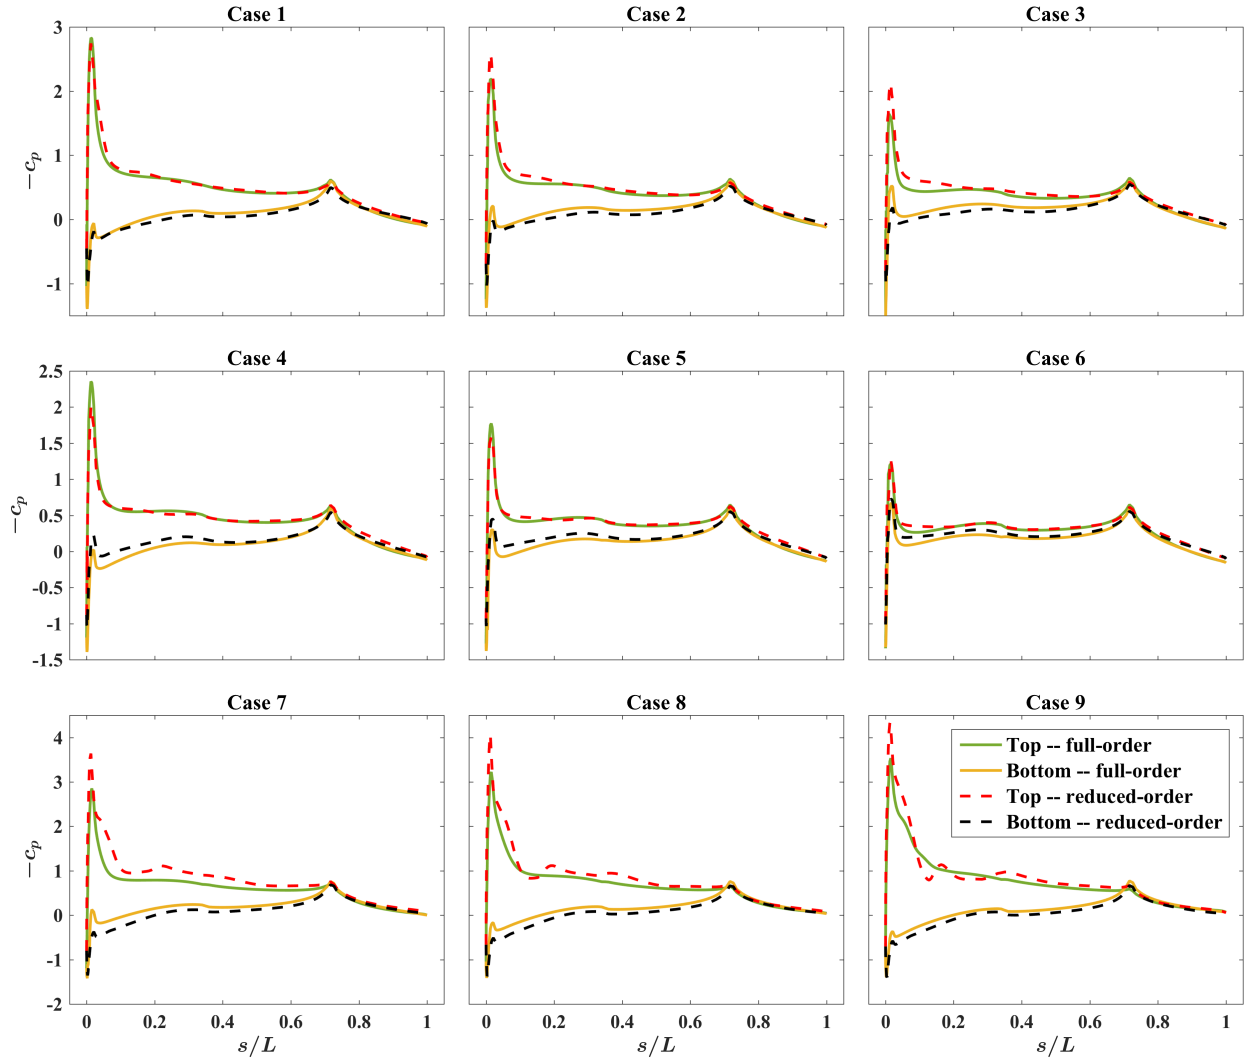 Case 1
Case 2
Case 3
3
2
1
0
-1
−c_p
Case 4
Case 5
Case 6
2.5
2
1.5
1
0.5
0
-0.5
-1
-1.5
−c_p
Case 7
Case 8
Case 9
4
3
2
1
0
-1
-2
−c_p
Top -- full-order
Bottom -- full-order
Top -- reduced-order
Bottom -- reduced-order
0 0.2 0.4 0.6 0.8 1
0 0.2 0.4 0.6 0.8 1
0 0.2 0.4 0.6 0.8 1
s/L
s/L
s/L